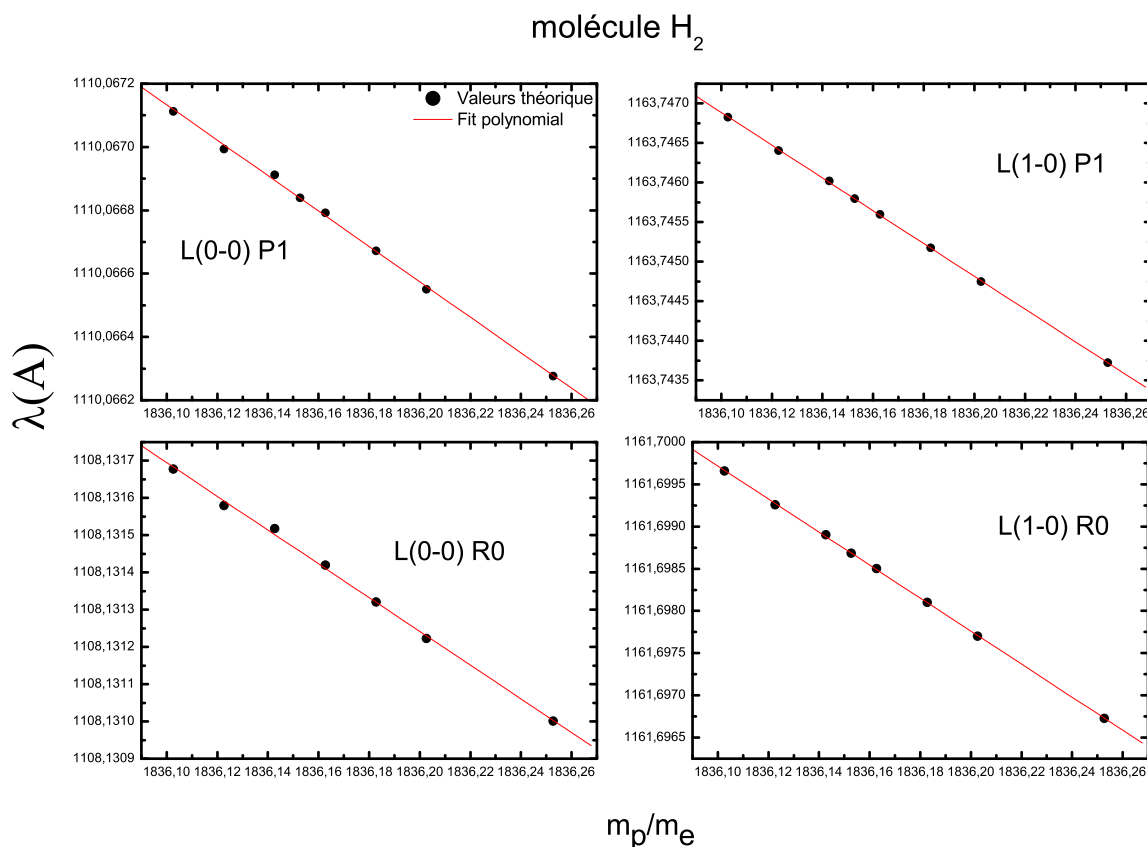 molécule H2
λ(A)
1110,0672
1110,0670
1110,0668
1110,0666
1110,0664
1110,0662
Valeurs théorique
Fit polynomial
L(0-0) P1
1836,10 1836,12 1836,14 1836,16 1836,18 1836,20 1836,22 1836,24 1836,26
1163,7470
1163,7465
1163,7460
1163,7455
1163,7450
1163,7445
1163,7440
1163,7435
L(1-0) P1
1836,10 1836,12 1836,14 1836,16 1836,18 1836,20 1836,22 1836,24 1836,26
1108,1317
1108,1316
1108,1315
1108,1314
1108,1313
1108,1312
1108,1311
1108,1310
1108,1309
L(0-0) R0
1836,10 1836,12 1836,14 1836,16 1836,18 1836,20 1836,22 1836,24 1836,26
1161,7000
1161,6995
1161,6990
1161,6985
1161,6980
1161,6975
1161,6970
1161,6965
L(1-0) R0
1836,10 1836,12 1836,14 1836,16 1836,18 1836,20 1836,22 1836,24 1836,26
mp/me